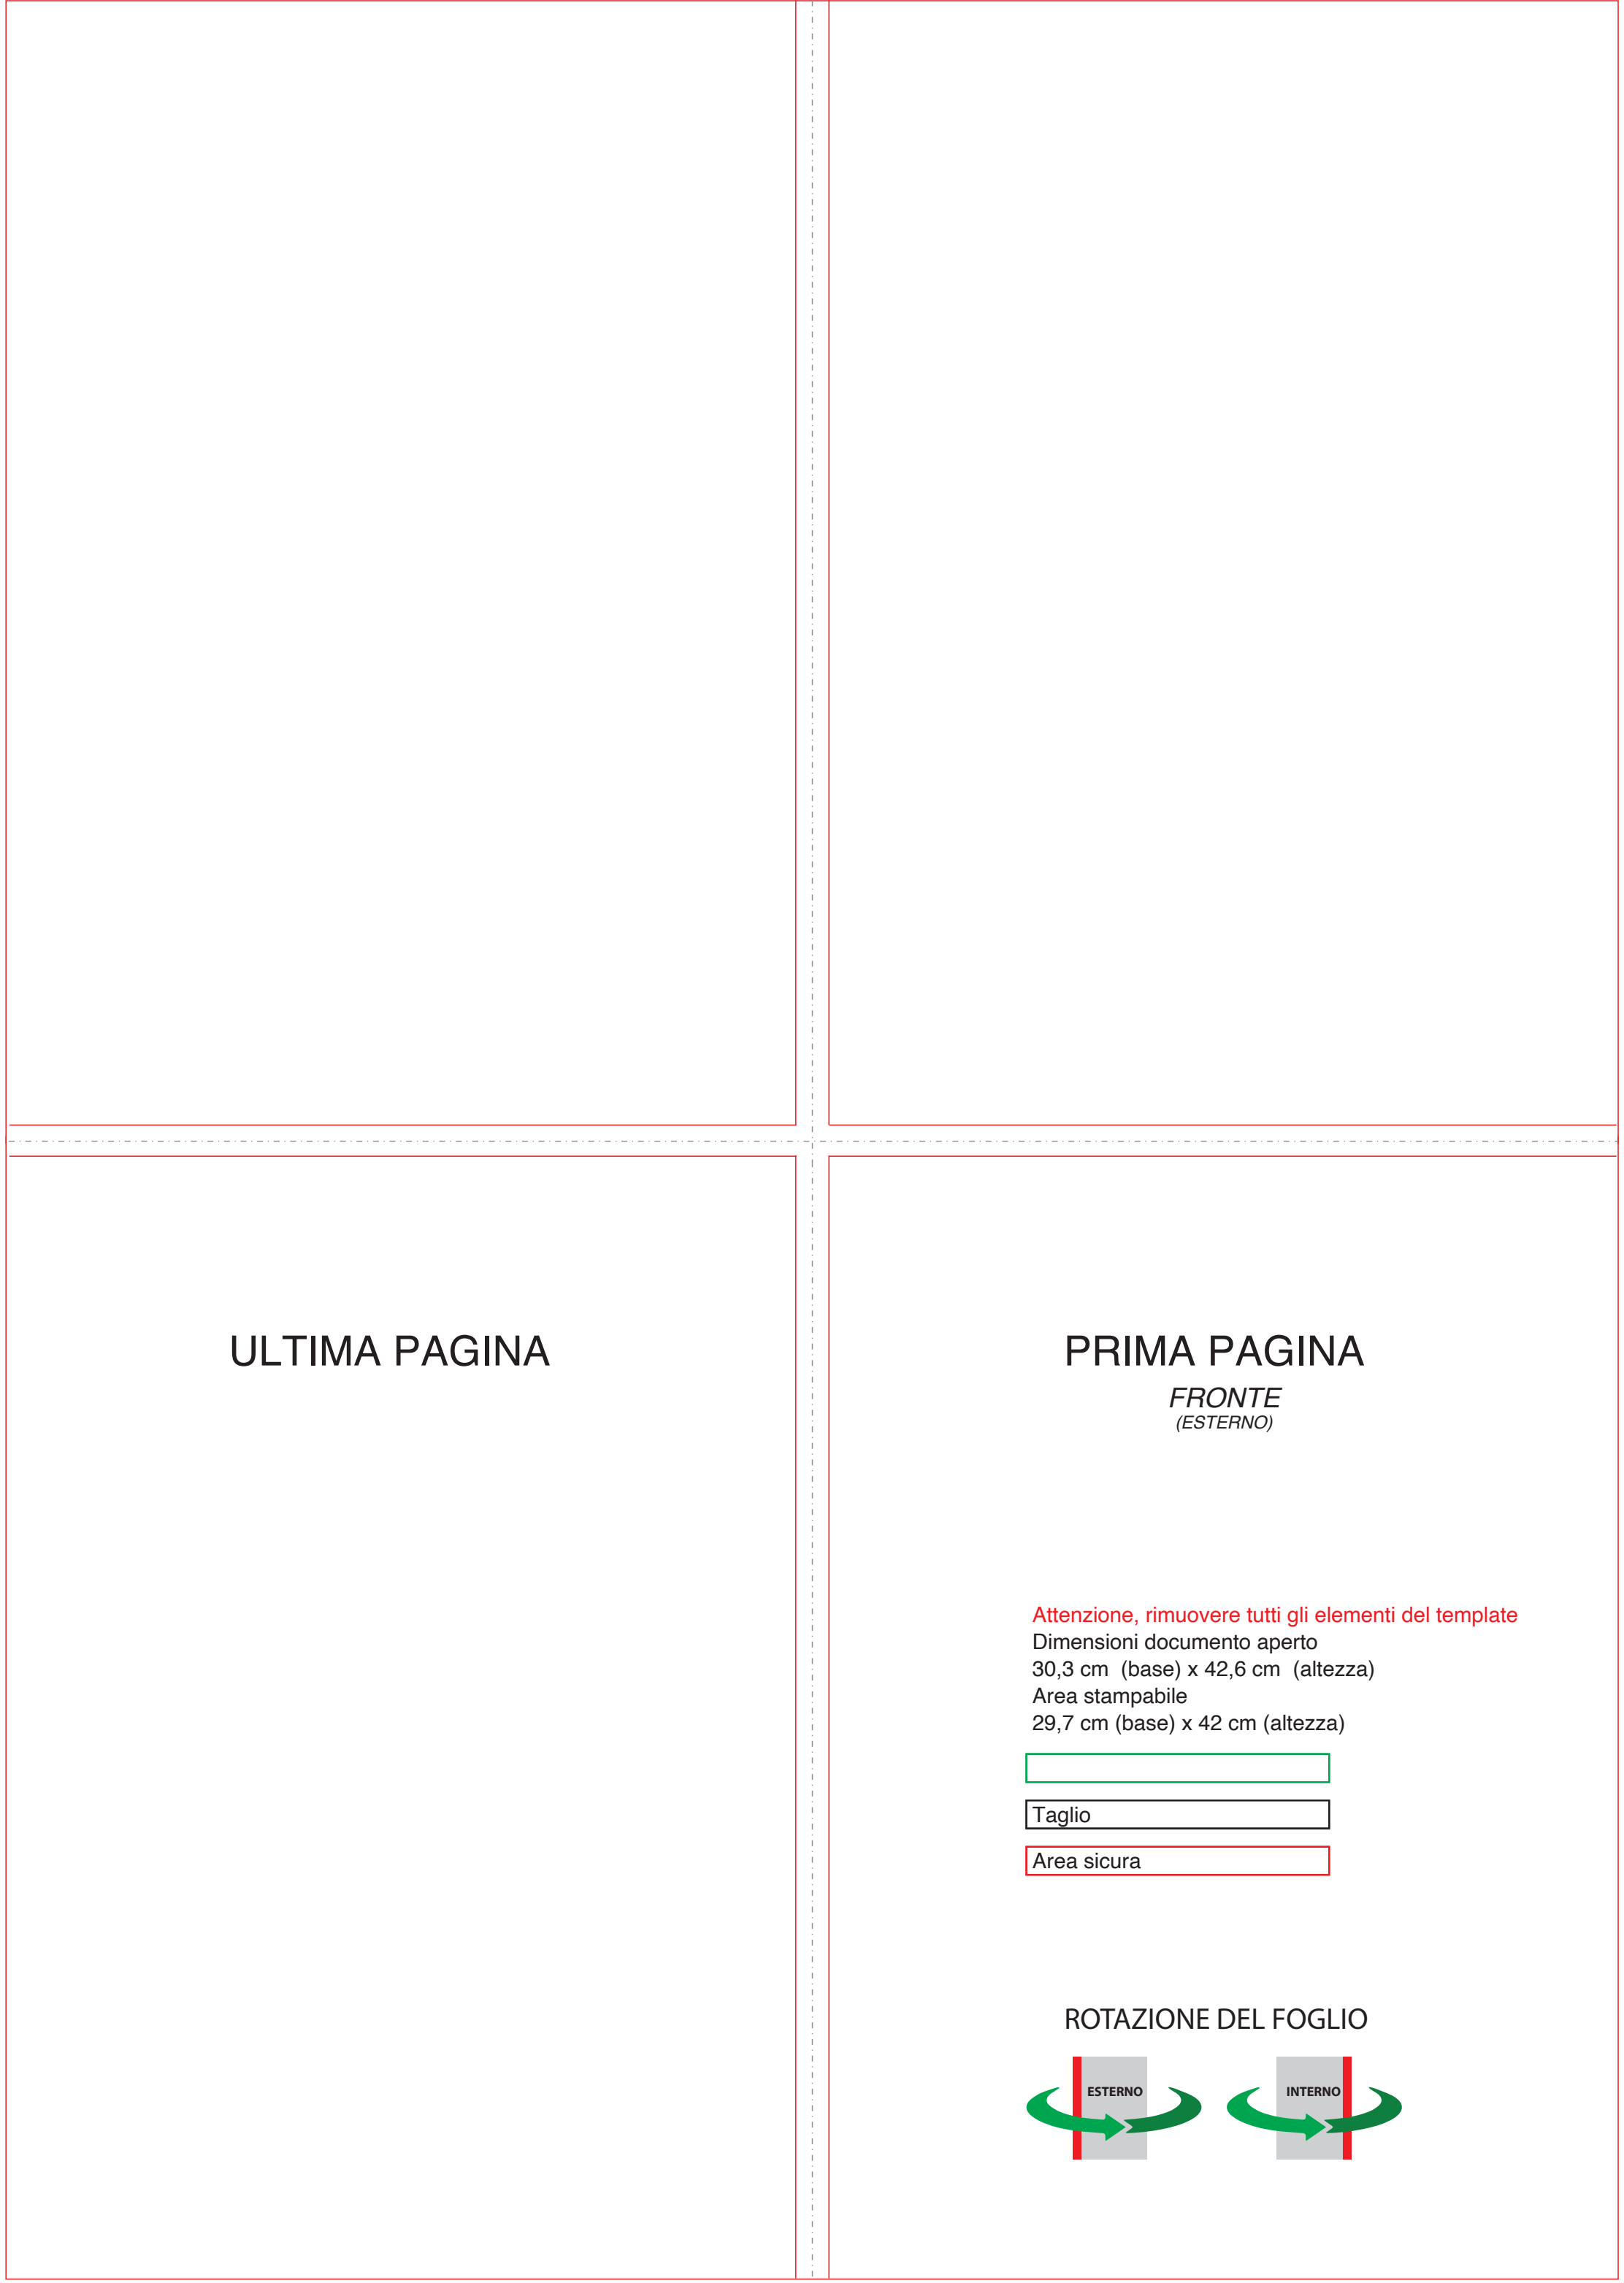 ULTIMA PAGINA
PRIMA PAGINA
FRONTE
(ESTERNO)
Attenzione, rimuovere tutti gli elementi del template
Dimensioni documento aperto
30,3 cm  (base) x 42,6 cm  (altezza)
Area stampabile
29,7 cm (base) x 42 cm (altezza)
Taglio
Area sicura
ROTAZIONE DEL FOGLIO
ESTERNO
INTERNO